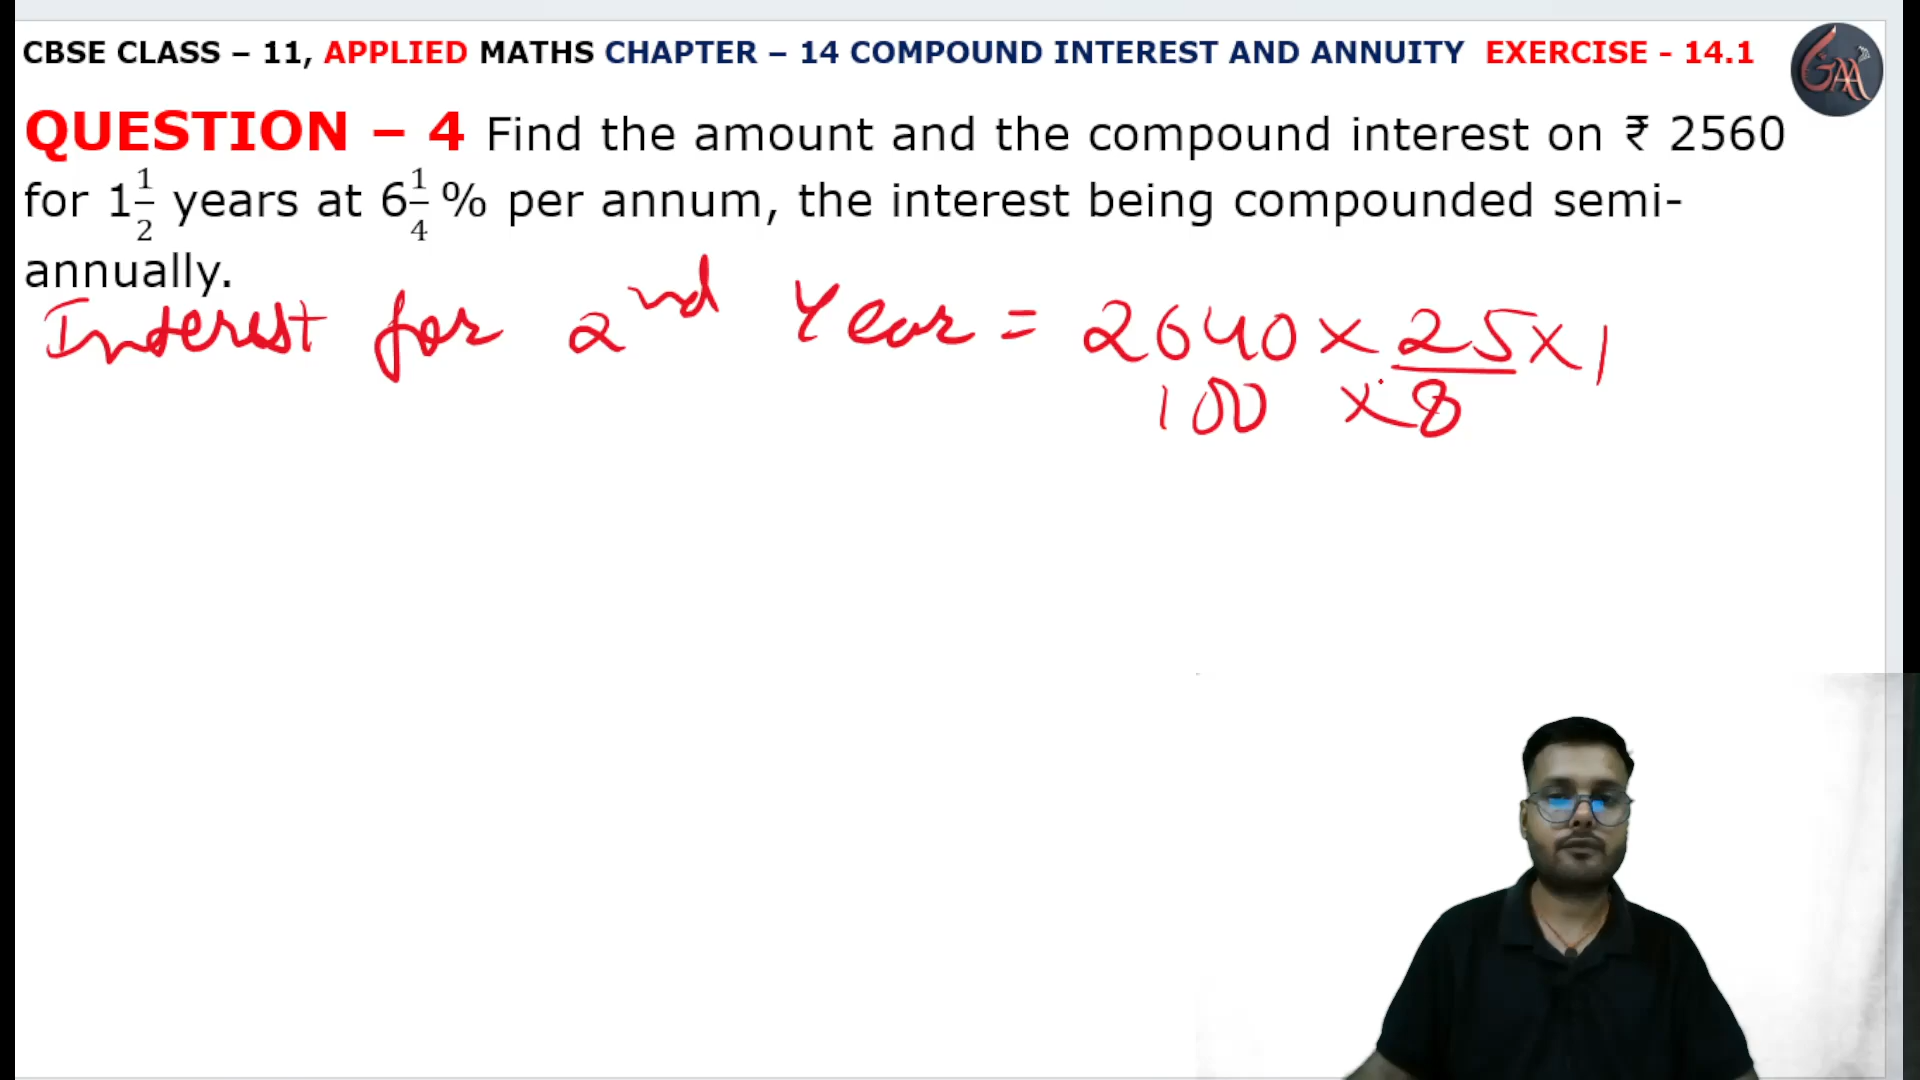 CBSE CLASS – 11, APPLIED MATHS CHAPTER – 14 COMPOUND INTEREST AND ANNUITY EXERCISE - 14.1
GAA
QUESTION – 4 Find the amount and the compound interest on ₹ 2560
for 1 1/2 years at 6 1/4 % per annum, the interest being compounded semi-
annually.
Interest for 2nd Year = 2640 × 25 × 1
100 × 8